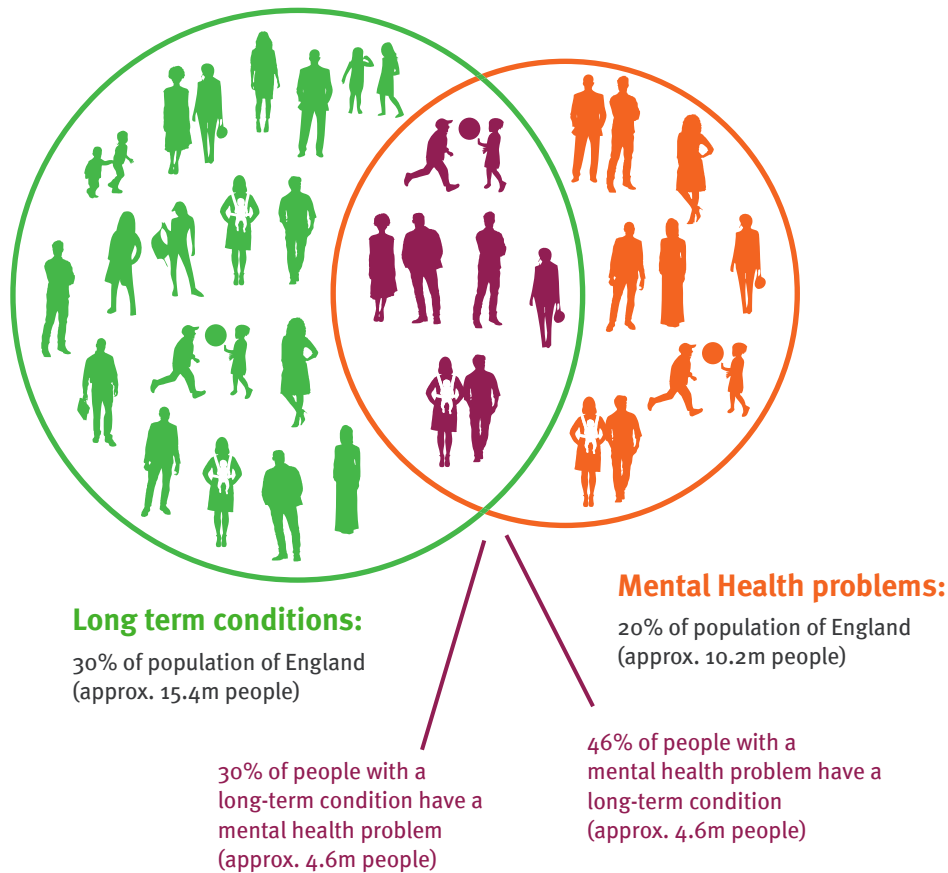 Long term conditions:
30% of population of England
(approx. 15.4m people)
Mental Health problems:
20% of population of England
(approx. 10.2m people)
30% of people with a
long-term condition have a
mental health problem
(approx. 4.6m people)
46% of people with a
mental health problem have a
long-term condition
(approx. 4.6m people)